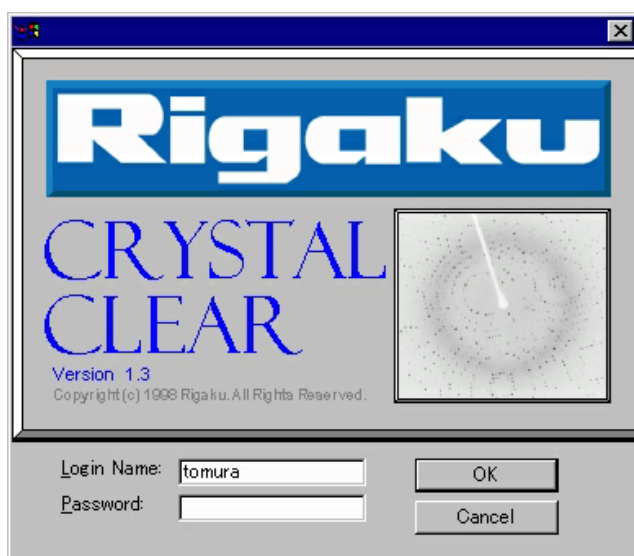 Rigaku
CRYSTAL
CLEAR
Version 1.3
Copyright (c) 1998 Rigaku. All Rights Reserved.
Login Name: tomura
OK
Password:
Cancel